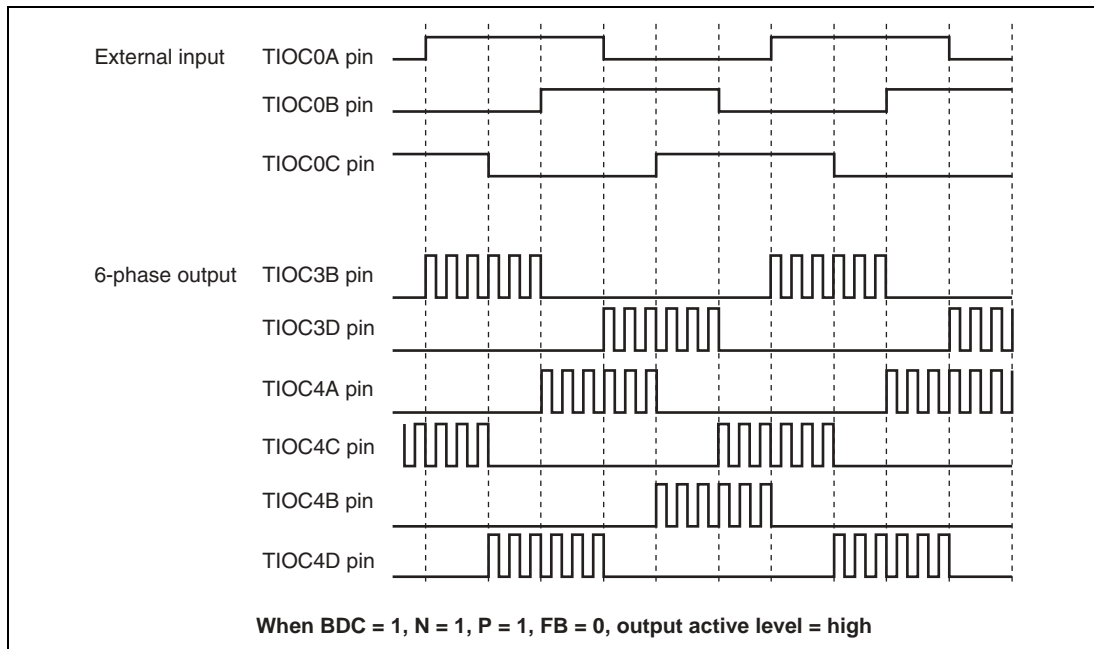 External input TIOC0A pin
TIOC0B pin
TIOC0C pin
6-phase output TIOC3B pin
TIOC3D pin
TIOC4A pin
TIOC4C pin
TIOC4B pin
TIOC4D pin
When BDC = 1, N = 1, P = 1, FB = 0, output active level = high